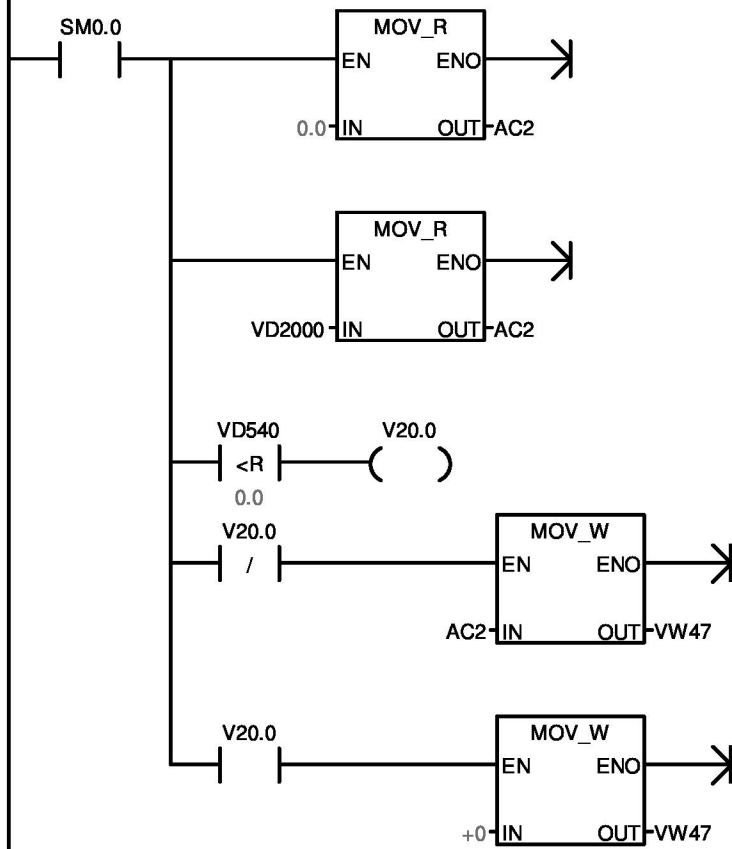 SM0.0
MOV_R
EN ENO
0.0 IN OUT AC2
MOV_R
EN ENO
VD2000 IN OUT AC2
VD540 V20.0
<R ( )
0.0
V20.0 MOV_W
/ EN ENO
AC2 IN OUT VW47
V20.0 MOV_W
EN ENO
+0 IN OUT VW47